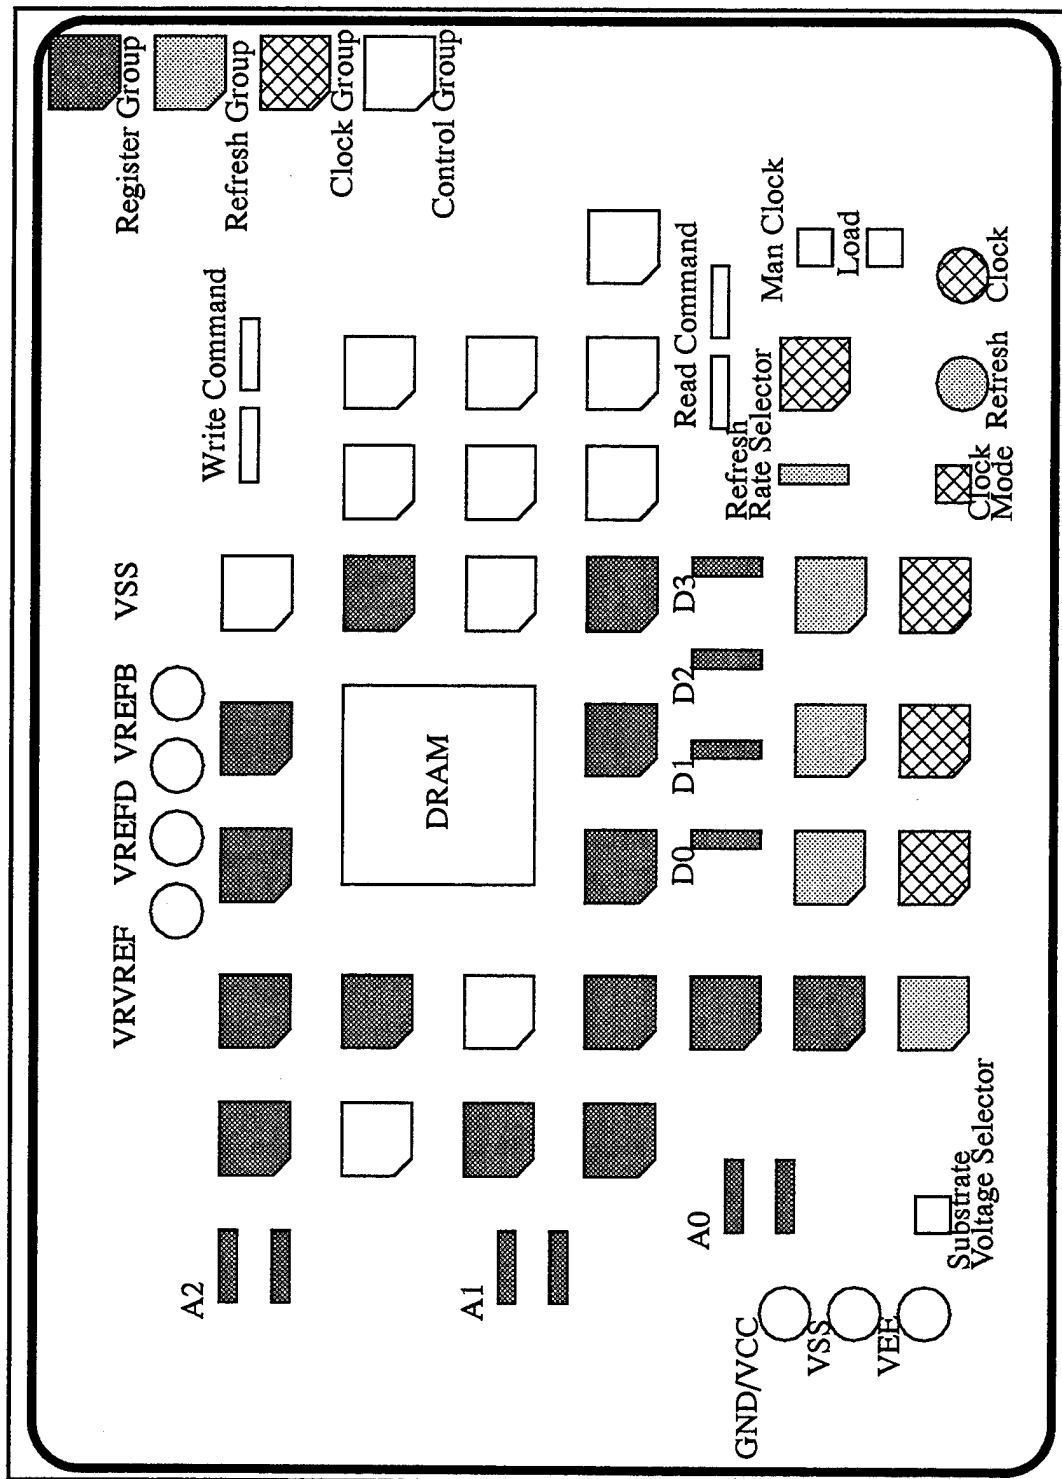 VRVREF VREFD VREFB VSS
Register Group
Refresh Group
Clock Group
Control Group
A2
Write Command
DRAM
A1
A0
D0 D1 D2 D3
Read Command
Refresh
Rate Selector
Man Clock
Load
GND/VCC
VSS
VEE
Substrate
Voltage Selector
Clock
Mode
Refresh
Clock